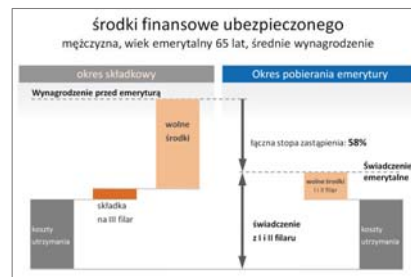 środki finansowe ubezpieczonego
mężczyzna, wiek emerytalny 65 lat, średnie wynagrodzenie
okres składkowy
Okres pobierania emerytury
Wynagrodzenie przed emeryturą
wolne
środki
łączna stopa zastąpienia: 58%
Świadczenie
emerytalne
wolne środki
I i II filar
składka
na III filar
koszty
utrzymania
świadczenie
z I i II filaru
koszty
utrzymania